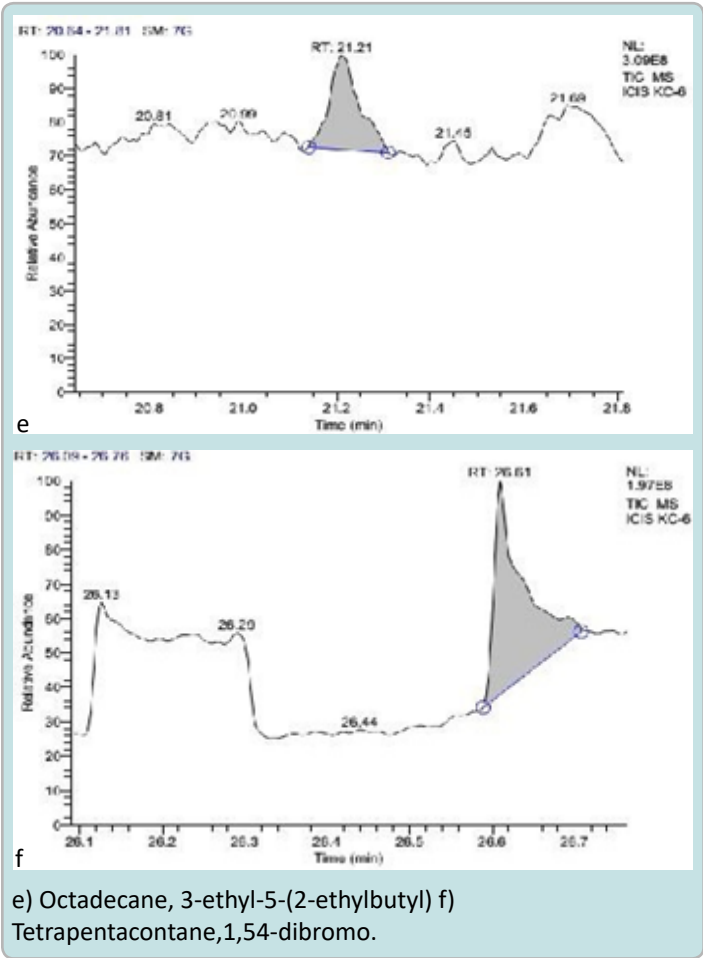 RT: 20.64 - 21.81 SM: 7G
RT: 21.21
NL:
3.09E8
TIC MS
ICIS KC-6
100
90
80
70
60
50
40
30
20
10
0
20.81
20.99
21.45
21.69
Relative Abundance
20.8 21.0 21.2 21.4 21.6 21.8
Time (min)
e
RT: 26.09 - 26.76 SM: 7G
RT: 26.61
NL:
1.97E8
TIC MS
ICIS KC-6
100
90
80
70
60
50
40
30
20
10
0
26.13
26.29
26.44
Relative Abundance
26.1 26.2 26.3 26.4 26.5 26.6 26.7
Time (min)
f
e) Octadecane, 3-ethyl-5-(2-ethylbutyl) f)
Tetrapentacontane,1,54-dibromo.